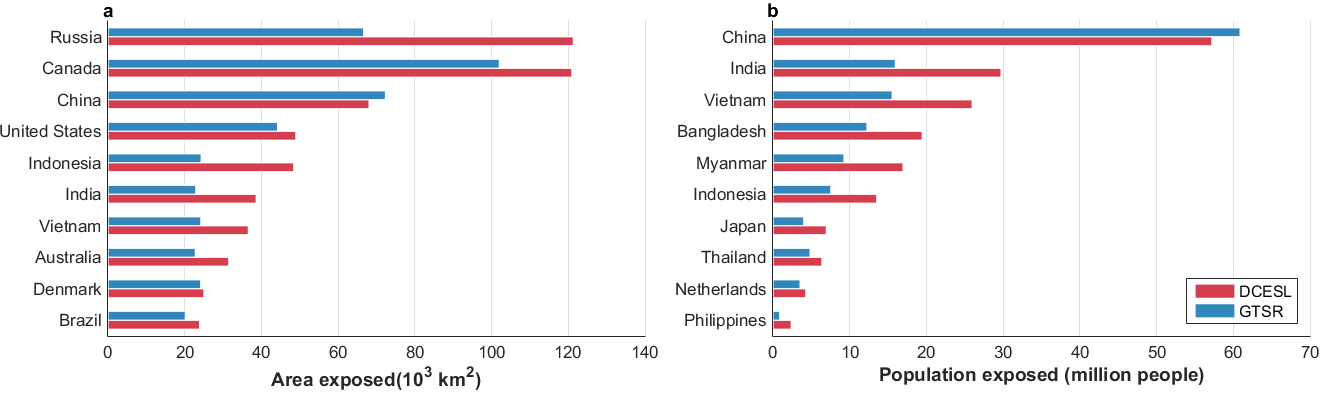 a
Russia
Canada
China
United States
Indonesia
India
Vietnam
Australia
Denmark
Brazil
0 20 40 60 80 100 120 140
Area exposed(10³ km²)
b
China
India
Vietnam
Bangladesh
Myanmar
Indonesia
Japan
Thailand
Netherlands
Philippines
DCESL
GTSR
0 10 20 30 40 50 60 70
Population exposed (million people)